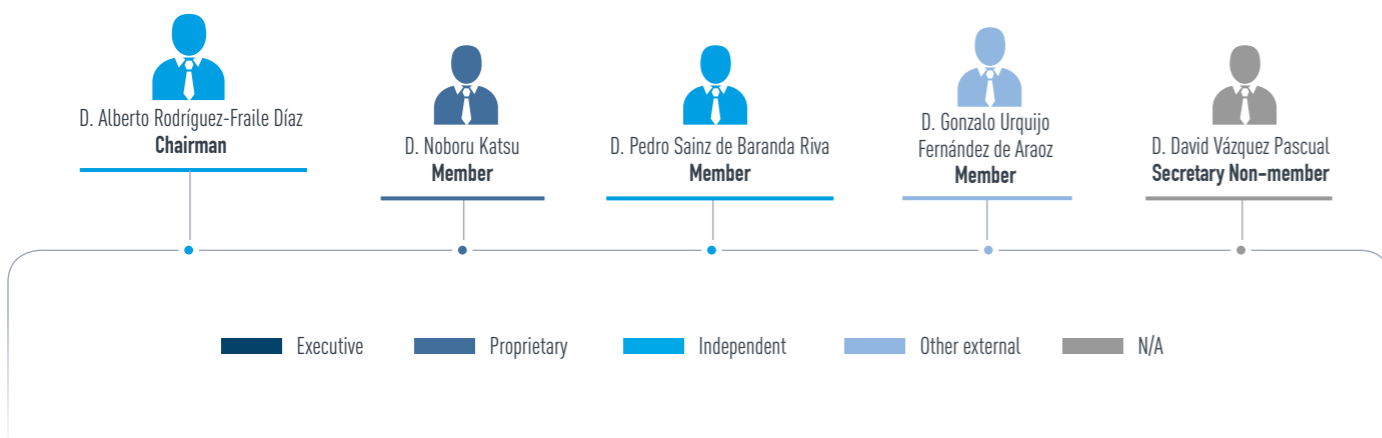 D. Alberto Rodríguez-Fraile Díaz
Chairman
D. Noboru Katsu
Member
D. Pedro Sainz de Baranda Riva
Member
D. Gonzalo Urquijo
Fernández de Araoz
Member
D. David Vázquez Pascual
Secretary Non-member
Executive
Proprietary
Independent
Other external
N/A